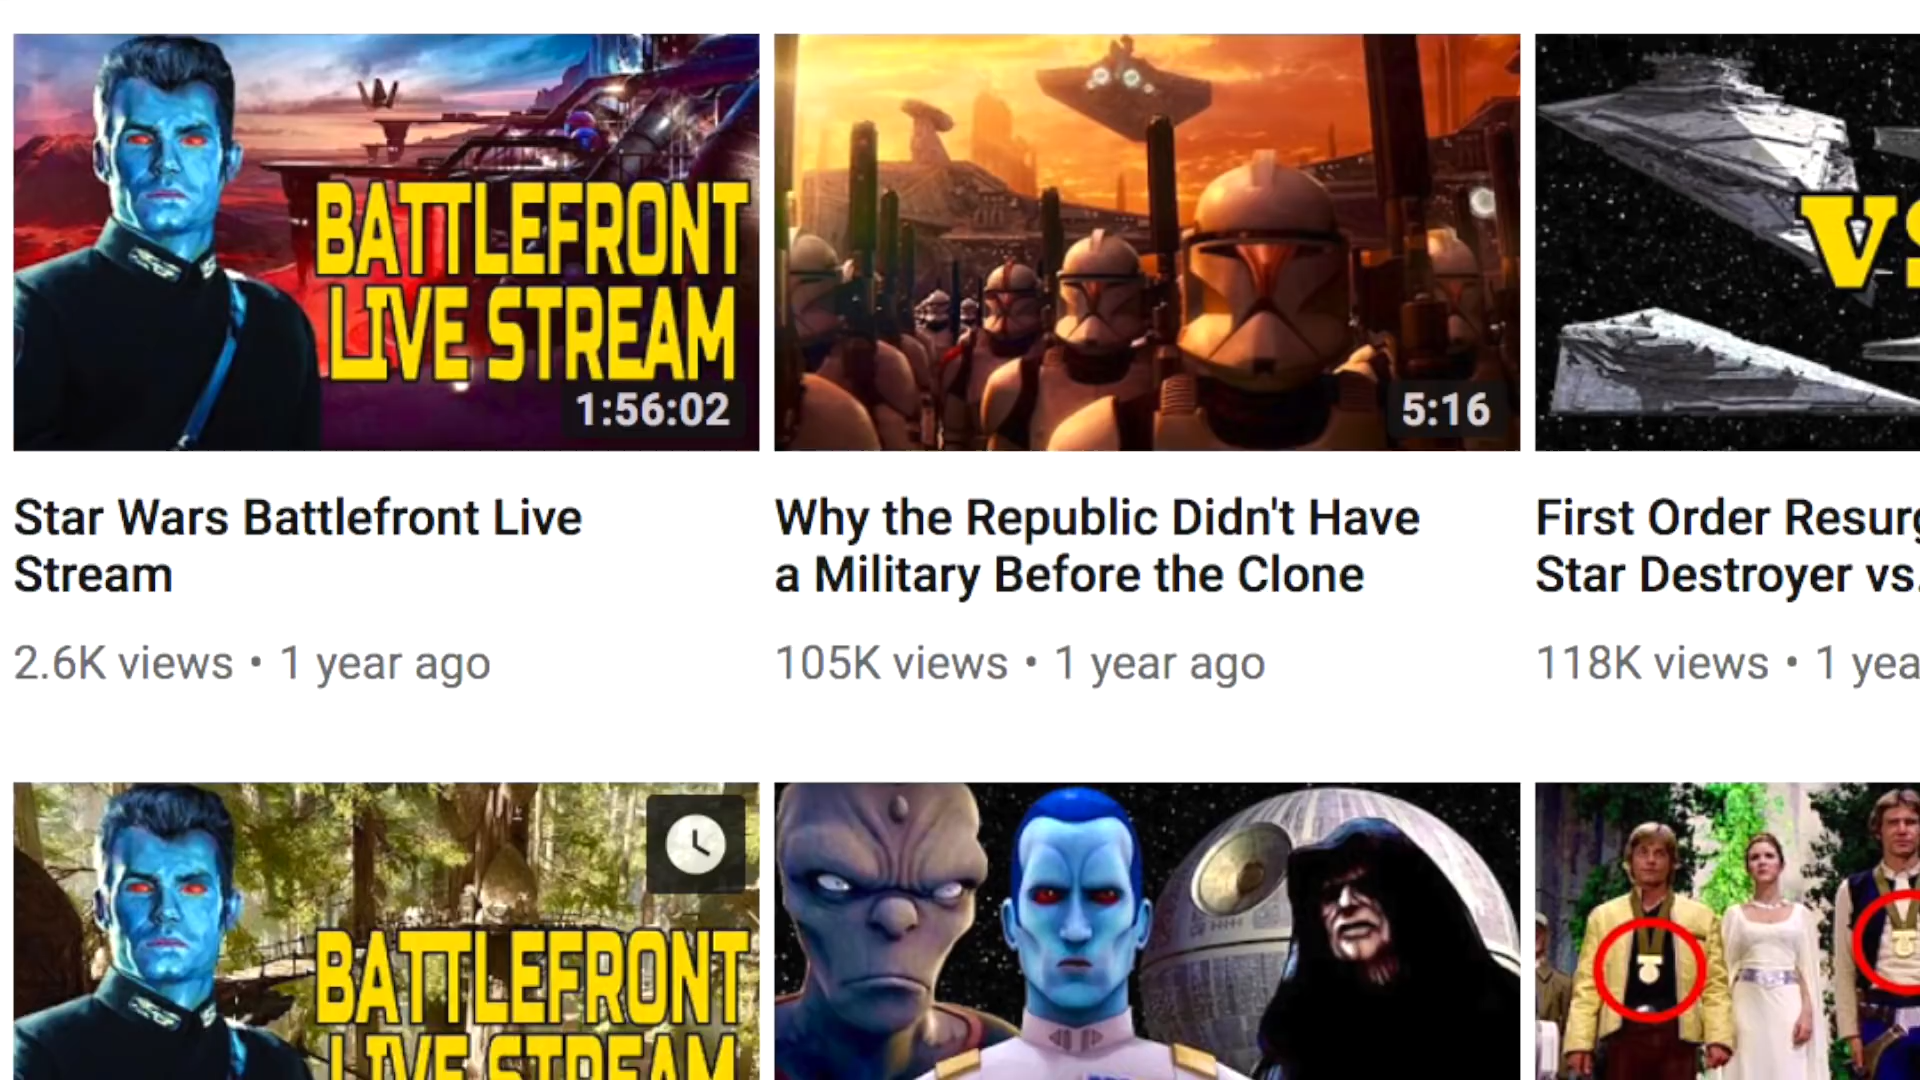 BATTLEFRONT
LIVE STREAM
1:56:02
5:16
Star Wars Battlefront Live
Stream
2.6K views • 1 year ago
Why the Republic Didn't Have
a Military Before the Clone
105K views • 1 year ago
First Order
Star Destroyer vs.
118K views • 1
BATTLEFRONT
LIVE STREAM